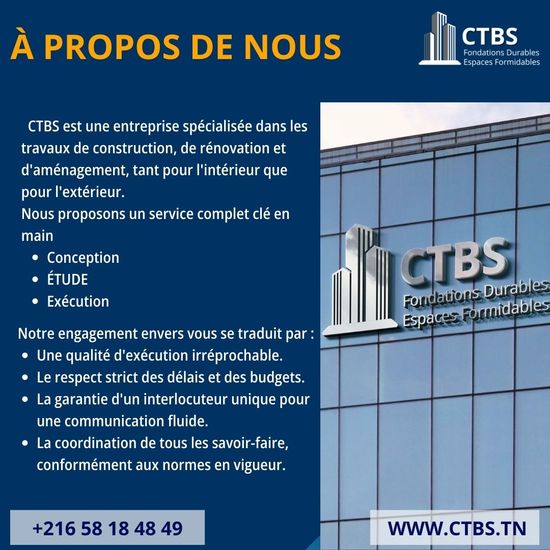 À PROPOS DE NOUS
CTBS
Fondations Durables
Espaces Formidables
CTBS est une entreprise spécialisée dans les
travaux de construction, de rénovation et
d'aménagement, tant pour l'intérieur que
pour l'extérieur.
Nous proposons un service complet clé en
main
• Conception
• ÉTUDE
• Exécution
Notre engagement envers vous se traduit par :
• Une qualité d'exécution irréprochable.
• Le respect strict des délais et des budgets.
• La garantie d'un interlocuteur unique pour
une communication fluide.
• La coordination de tous les savoir-faire,
conformément aux normes en vigueur.
CTBS
Fondations Durables
Espaces Formidables
+216 58 18 48 49
WWW.CTBS.TN